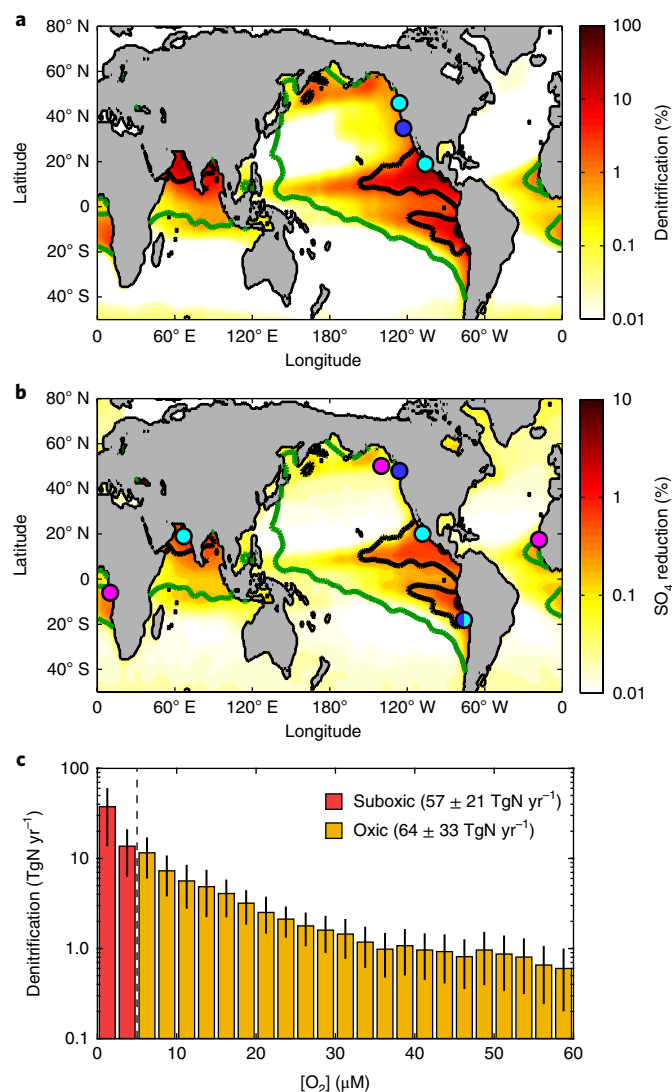 a
80° N
60° N
40° N
20° N
0
20° S
40° S
Latitude
0 60° E 120° E 180° 120° W 60° W 0
Longitude
100
10
1
0.1
0.01
Denitrification (%)
b
80° N
60° N
40° N
20° N
0
20° S
40° S
Latitude
0 60° E 120° E 180° 120° W 60° W 0
Longitude
10
1
0.1
0.01
SO₄ reduction (%)
c
100
10
1.0
0.1
Denitrification (TgN yr⁻¹)
Suboxic (57 ± 21 TgN yr⁻¹)
Oxic (64 ± 33 TgN yr⁻¹)
0 10 20 30 40 50 60
[O₂] (μM)